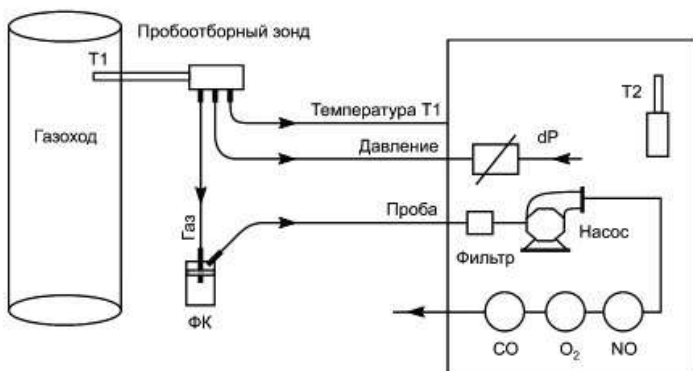 Пробоотборный зонд
T1
T2
Температура T1
Газоход
dP
Давление
Газ
Проба
Насос
Фильтр
ФК
CO
O₂
NO